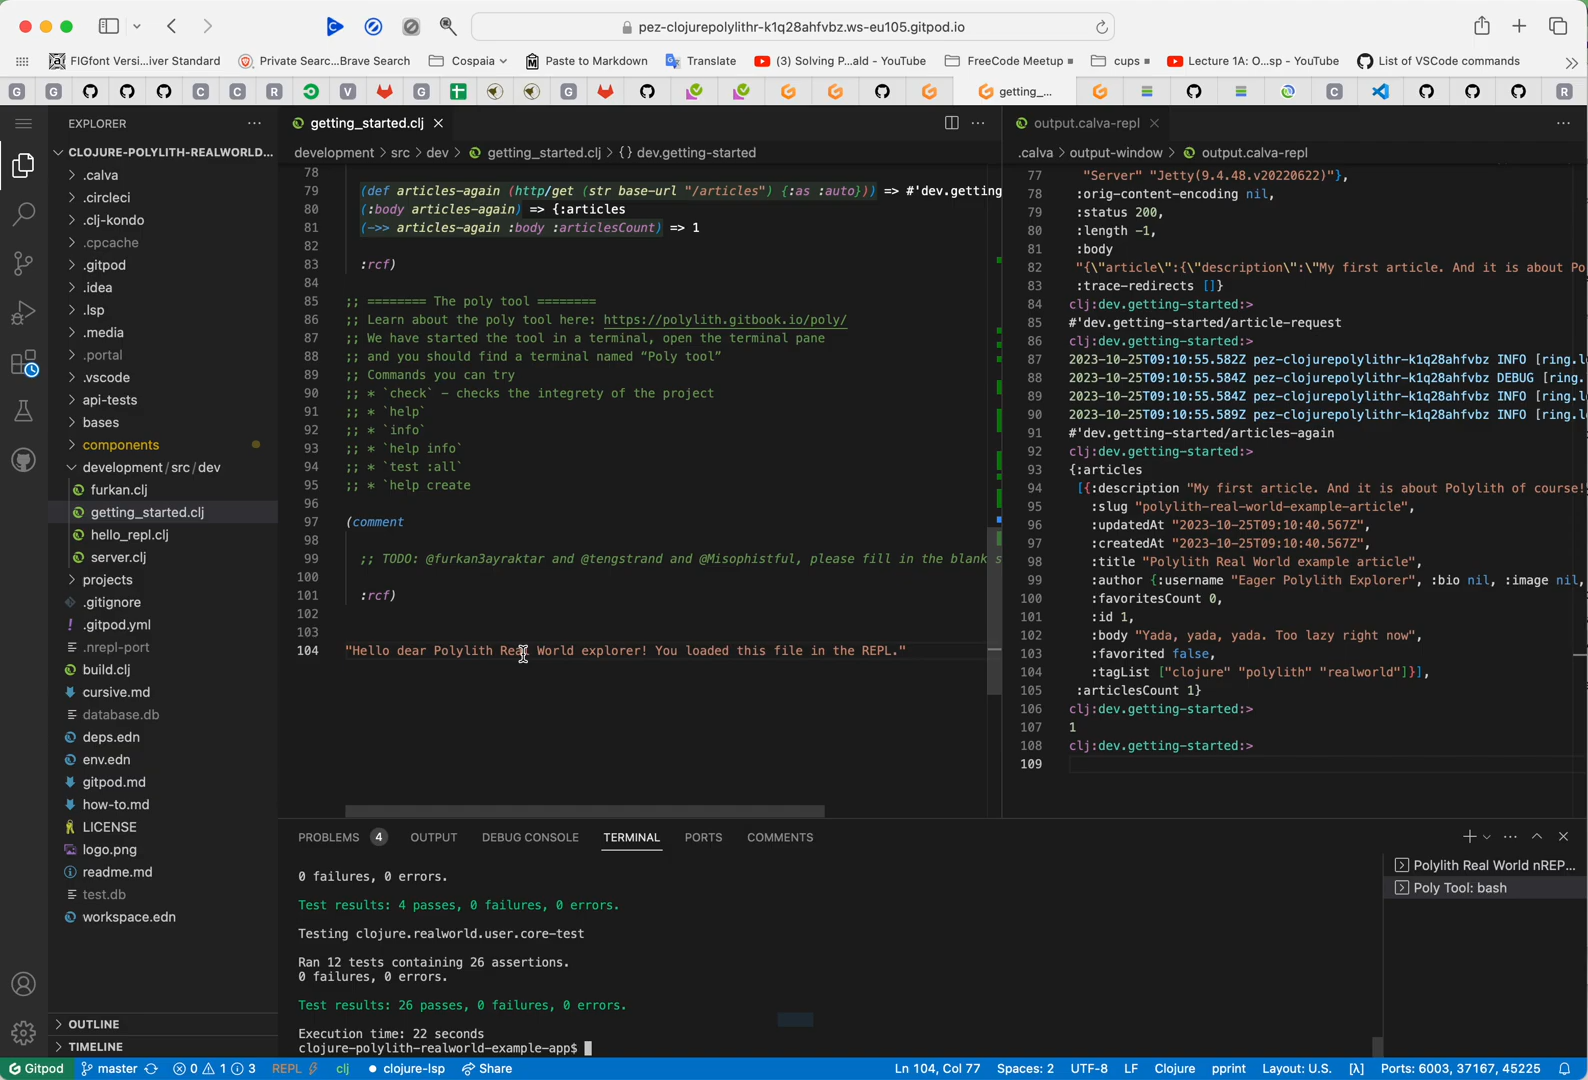 pez-clojurepolylithr-k1q28ahfvbz.ws-eu105.gitpod.io
FIGfont Versi...iver Standard
Private Searc...Brave Search
Cospaia
Paste to Markdown
Translate
(3) Solving P...ald - YouTube
FreeCode Meetup
cups
Lecture 1A: O...sp - YouTube
List of VSCode commands
getting_...
EXPLORER
CLOJURE-POLYLITH-REALWORLD...
.calva
.circleci
.clj-kondo
.cpcache
.gitpod
.idea
.lsp
.media
.portal
.vscode
api-tests
bases
components
development/src/dev
furkan.clj
getting_started.clj
hello_repl.clj
server.clj
projects
.gitignore
.gitpod.yml
.nrepl-port
build.clj
cursive.md
database.db
deps.edn
env.edn
gitpod.md
how-to.md
LICENSE
logo.png
readme.md
test.db
workspace.edn
OUTLINE
TIMELINE
getting_started.clj
development > src > dev > getting_started.clj > {} dev.getting-started
78
79 (def articles-again (http/get (str base-url "/articles") {:as :auto})) => #'dev.getting
80 (:body articles-again) => {:articles
81 (->> articles-again :body :articlesCount) => 1
82
83 :rcf)
84
85 ;; ======== The poly tool ========
86 ;; Learn about the poly tool here: https://polylith.gitbook.io/poly/
87 ;; We have started the tool in a terminal, open the terminal pane
88 ;; and you should find a terminal named “Poly tool”
89 ;; Commands you can try
90 ;; * `check` – checks the integrety of the project
91 ;; * `help`
92 ;; * `info`
93 ;; * `help info`
94 ;; * `test :all`
95 ;; * `help create
96
97 (comment
98
99 ;; TODO: @furkan3ayraktar and @tengstrand and @Misophistful, please fill in the blank s
100
101 :rcf)
102
103
104 "Hello dear Polylith Real World explorer! You loaded this file in the REPL."
output.calva-repl
.calva > output-window > output.calva-repl
77 "Server" "Jetty(9.4.48.v20220622)"},
78 :orig-content-encoding nil,
79 :status 200,
80 :length -1,
81 :body
82 "{\"article\":{\"description\":\"My first article. And it is about Po
83 :trace-redirects []}
84 clj:dev.getting-started:>
85 #'dev.getting-started/article-request
86 clj:dev.getting-started:>
87 2023-10-25T09:10:55.582Z pez-clojurepolylithr-k1q28ahfvbz INFO [ring.l
88 2023-10-25T09:10:55.584Z pez-clojurepolylithr-k1q28ahfvbz DEBUG [ring.
89 2023-10-25T09:10:55.584Z pez-clojurepolylithr-k1q28ahfvbz INFO [ring.l
90 2023-10-25T09:10:55.589Z pez-clojurepolylithr-k1q28ahfvbz INFO [ring.l
91 #'dev.getting-started/articles-again
92 clj:dev.getting-started:>
93 {:articles
94 [{:description "My first article. And it is about Polylith of course!
95 :slug "polylith-real-world-example-article",
96 :updatedAt "2023-10-25T09:10:40.567Z",
97 :createdAt "2023-10-25T09:10:40.567Z",
98 :title "Polylith Real World example article",
99 :author {:username "Eager Polylith Explorer", :bio nil, :image nil,
100 :favoritesCount 0,
101 :id 1,
102 :body "Yada, yada, yada. Too lazy right now",
103 :favorited false,
104 :tagList ["clojure" "polylith" "realworld"]}],
105 :articlesCount 1}
106 clj:dev.getting-started:>
107 1
108 clj:dev.getting-started:>
109
PROBLEMS 4 OUTPUT DEBUG CONSOLE TERMINAL PORTS COMMENTS
0 failures, 0 errors.
Test results: 4 passes, 0 failures, 0 errors.
Testing clojure.realworld.user.core-test
Ran 12 tests containing 26 assertions.
0 failures, 0 errors.
Test results: 26 passes, 0 failures, 0 errors.
Execution time: 22 seconds
clojure-polylith-realworld-example-app$
Polylith Real World nREP...
Poly Tool: bash
Gitpod master 0 1 3 REPL clj clojure-lsp Share Ln 104, Col 77 Spaces: 2 UTF-8 LF Clojure pprint Layout: U.S. [λ] Ports: 6003, 37167, 45225